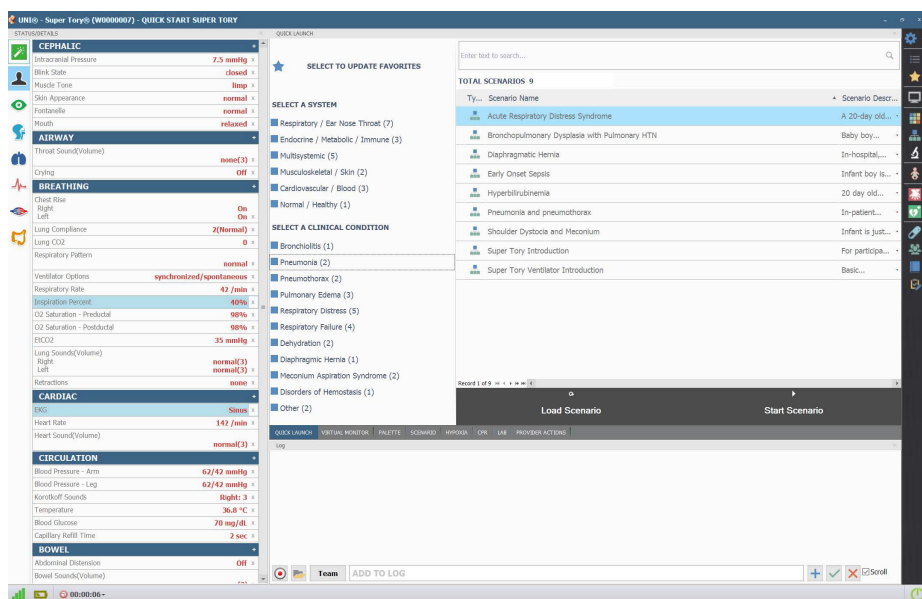 UNI® - Super Tory® (W0000007) - QUICK START SUPER TORY
STATUS/DETAILS
CEPHALIC
Intracranial Pressure 7.5 mmHg
Blink State closed
Muscle Tone limp
Skin Appearance normal
Fontanelle normal
Mouth relaxed
AIRWAY
Throat Sound(Volume)
none(3)
Crying Off
BREATHING
Chest Rise
Right On
Left On
Lung Compliance 2(Normal)
Lung CO2 0
Respiratory Pattern
normal
Ventilator Options synchronized/spontaneous
Respiratory Rate 42 /min
Inspiration Percent 40%
O2 Saturation - Preductal 98%
O2 Saturation - Postductal 98%
EtCO2 35 mmHg
Lung Sounds(Volume)
Right normal(3)
Left normal(3)
Retractions none
CARDIAC
EKG Sinus
Heart Rate 142 /min
Heart Sound(Volume)
normal(3)
CIRCULATION
Blood Pressure - Arm 62/42 mmHg
Blood Pressure - Leg 62/42 mmHg
Korotkoff Sounds Right: 3
Temperature 36.8 °C
Blood Glucose 70 mg/dL
Capillary Refill Time 2 sec
BOWEL
Abdominal Distension Off
Bowel Sounds(Volume)
QUICK LAUNCH
SELECT TO UPDATE FAVORITES
SELECT A SYSTEM
Respiratory / Ear Nose Throat (7)
Endocrine / Metabolic / Immune (3)
Multisystemic (5)
Musculoskeletal / Skin (2)
Cardiovascular / Blood (3)
Normal / Healthy (1)
SELECT A CLINICAL CONDITION
Bronchiolitis (1)
Pneumonia (2)
Pneumothorax (2)
Pulmonary Edema (3)
Respiratory Distress (5)
Respiratory Failure (4)
Dehydration (2)
Diaphragmic Hernia (1)
Meconium Aspiration Syndrome (2)
Disorders of Hemostasis (1)
Other (2)
Enter text to search...
TOTAL SCENARIOS 9
Ty... Scenario Name Scenario Descr...
Acute Respiratory Distress Syndrome A 20-day old...
Bronchopulmonary Dysplasia with Pulmonary HTN Baby boy...
Diaphragmatic Hernia In-hospital,...
Early Onset Sepsis Infant boy is...
Hyperbilirubinemia 20 day old...
Pneumonia and pneumothorax In-patient...
Shoulder Dystocia and Meconium Infant is just...
Super Tory Introduction For participa...
Super Tory Ventilator Introduction Basic...
Record 1 of 9
Load Scenario Start Scenario
QUICK LAUNCH VIRTUAL MONITOR PALETTE SCENARIO HYPOXIA CPR LAB PROVIDER ACTIONS
Log
Team ADD TO LOG Scroll
00:00:06